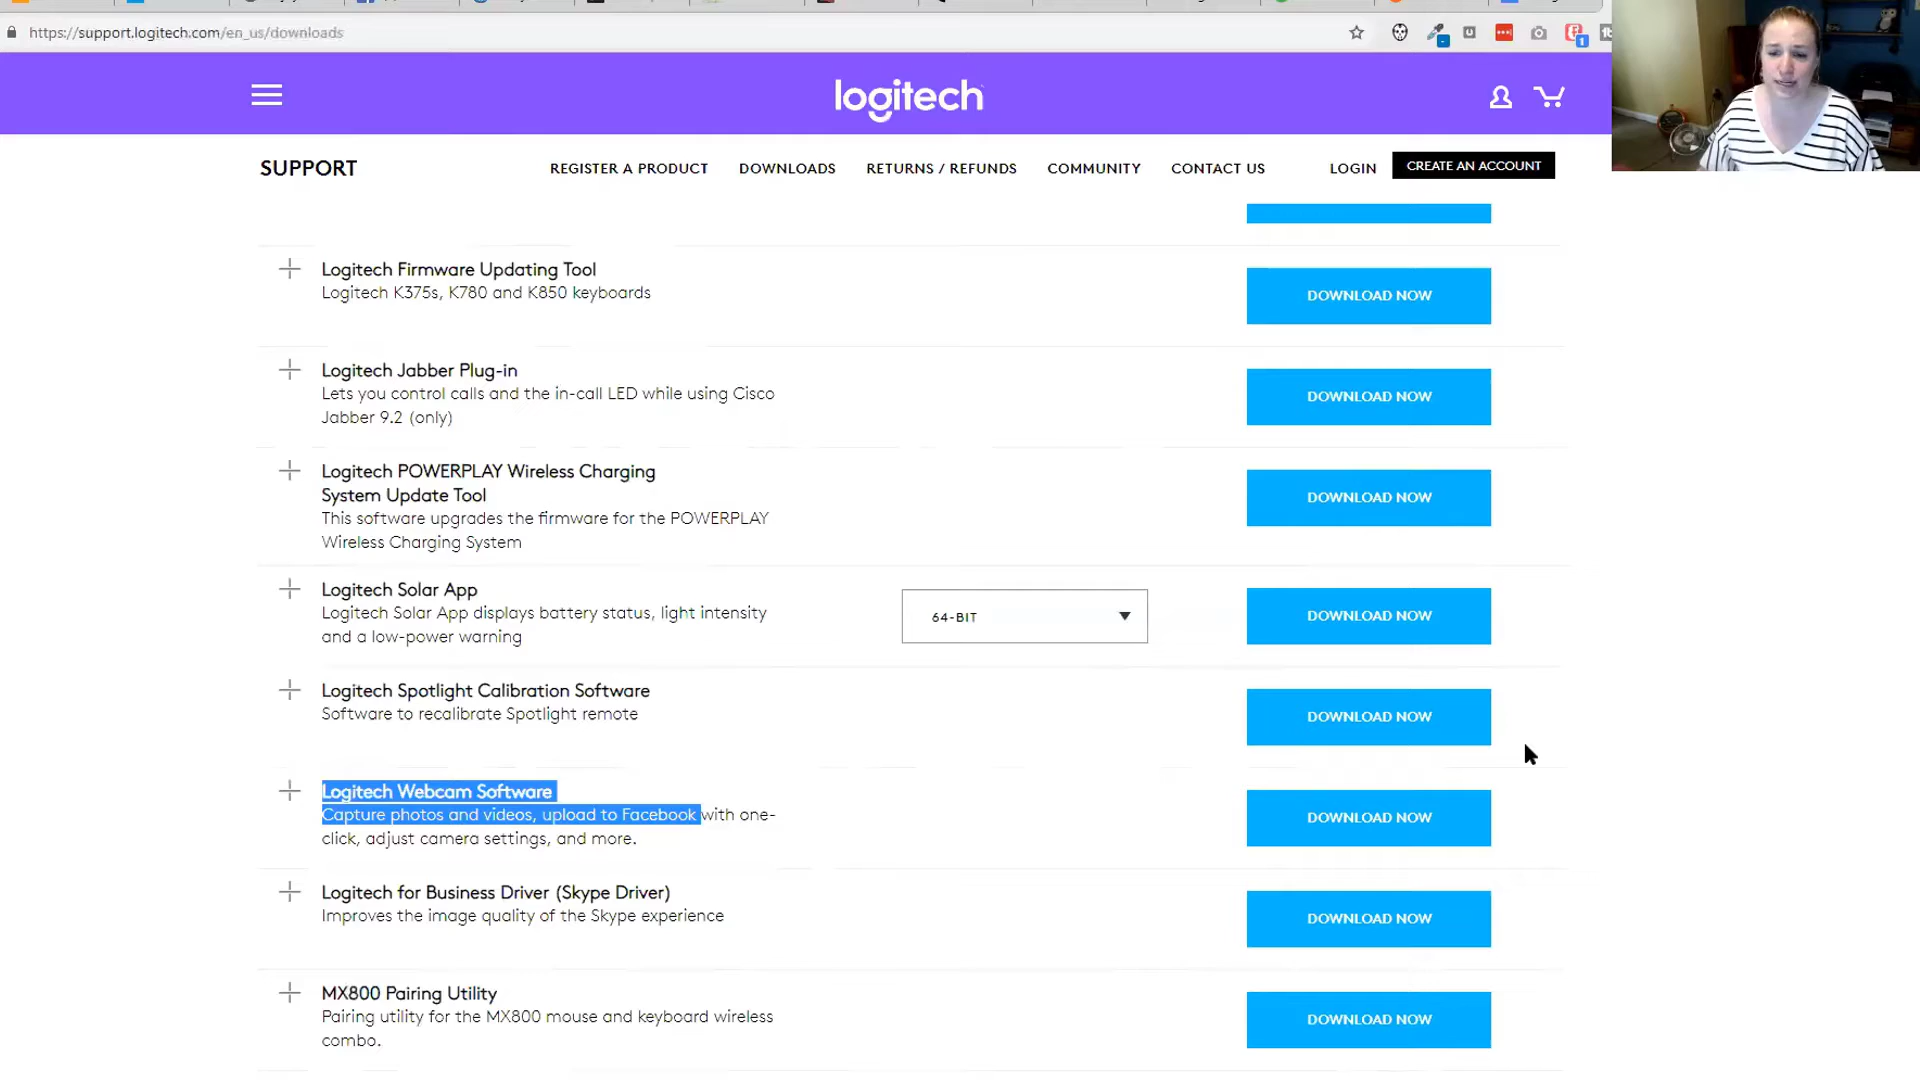 https://support.logitech.com/en_us/downloads
logitech
SUPPORT
REGISTER A PRODUCT
DOWNLOADS
RETURNS / REFUNDS
COMMUNITY
CONTACT US
LOGIN
CREATE AN ACCOUNT
Logitech Firmware Updating Tool
Logitech K375s, K780 and K850 keyboards
DOWNLOAD NOW
Logitech Jabber Plug-in
Lets you control calls and the in-call LED while using Cisco
Jabber 9.2 (only)
DOWNLOAD NOW
Logitech POWERPLAY Wireless Charging
System Update Tool
This software upgrades the firmware for the POWERPLAY
Wireless Charging System
DOWNLOAD NOW
Logitech Solar App
Logitech Solar App displays battery status, light intensity
and a low-power warning
64-BIT
DOWNLOAD NOW
Logitech Spotlight Calibration Software
Software to recalibrate Spotlight remote
DOWNLOAD NOW
Logitech Webcam Software
Capture photos and videos, upload to Facebook with one-
click, adjust camera settings, and more.
DOWNLOAD NOW
Logitech for Business Driver (Skype Driver)
Improves the image quality of the Skype experience
DOWNLOAD NOW
MX800 Pairing Utility
Pairing utility for the MX800 mouse and keyboard wireless
combo.
DOWNLOAD NOW